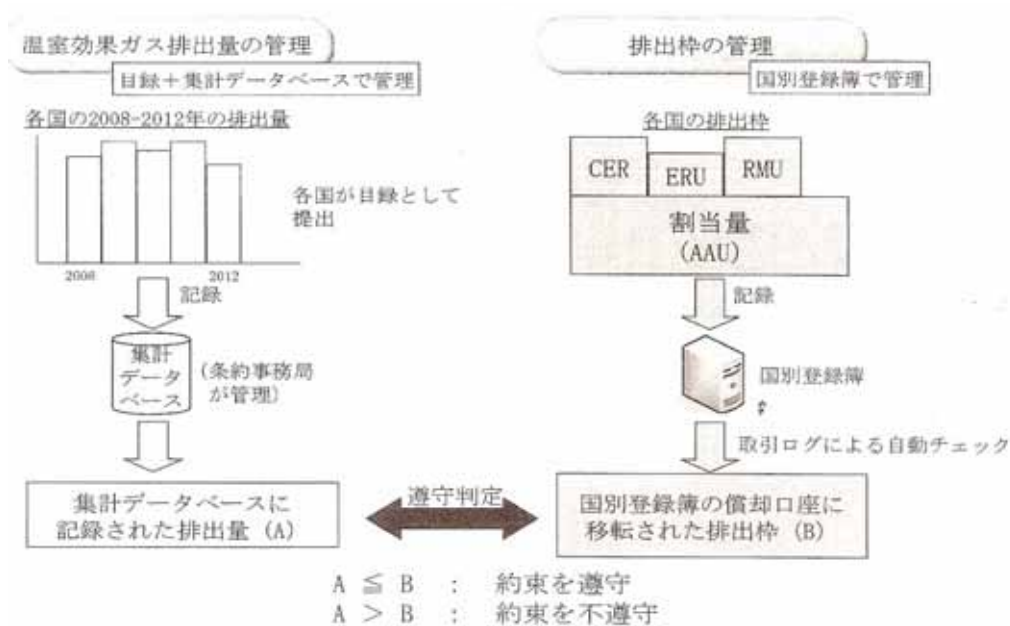 温室効果ガス排出量の管理
目録＋集計データベースで管理
各国の2008-2012年の排出量
各国が目録として
提出
2008
2012
記録
集計
データ
ベース
(条約事務局
が管理)
集計データベースに
記録された排出量 (A)
排出枠の管理
国別登録簿で管理
各国の排出枠
CER
ERU
RMU
割当量
(AAU)
記録
国別登録簿
取引ログによる自動チェック
国別登録簿の償却口座に
移転された排出枠 (B)
遵守判定
A ≦ B : 約束を遵守
A > B : 約束を不遵守